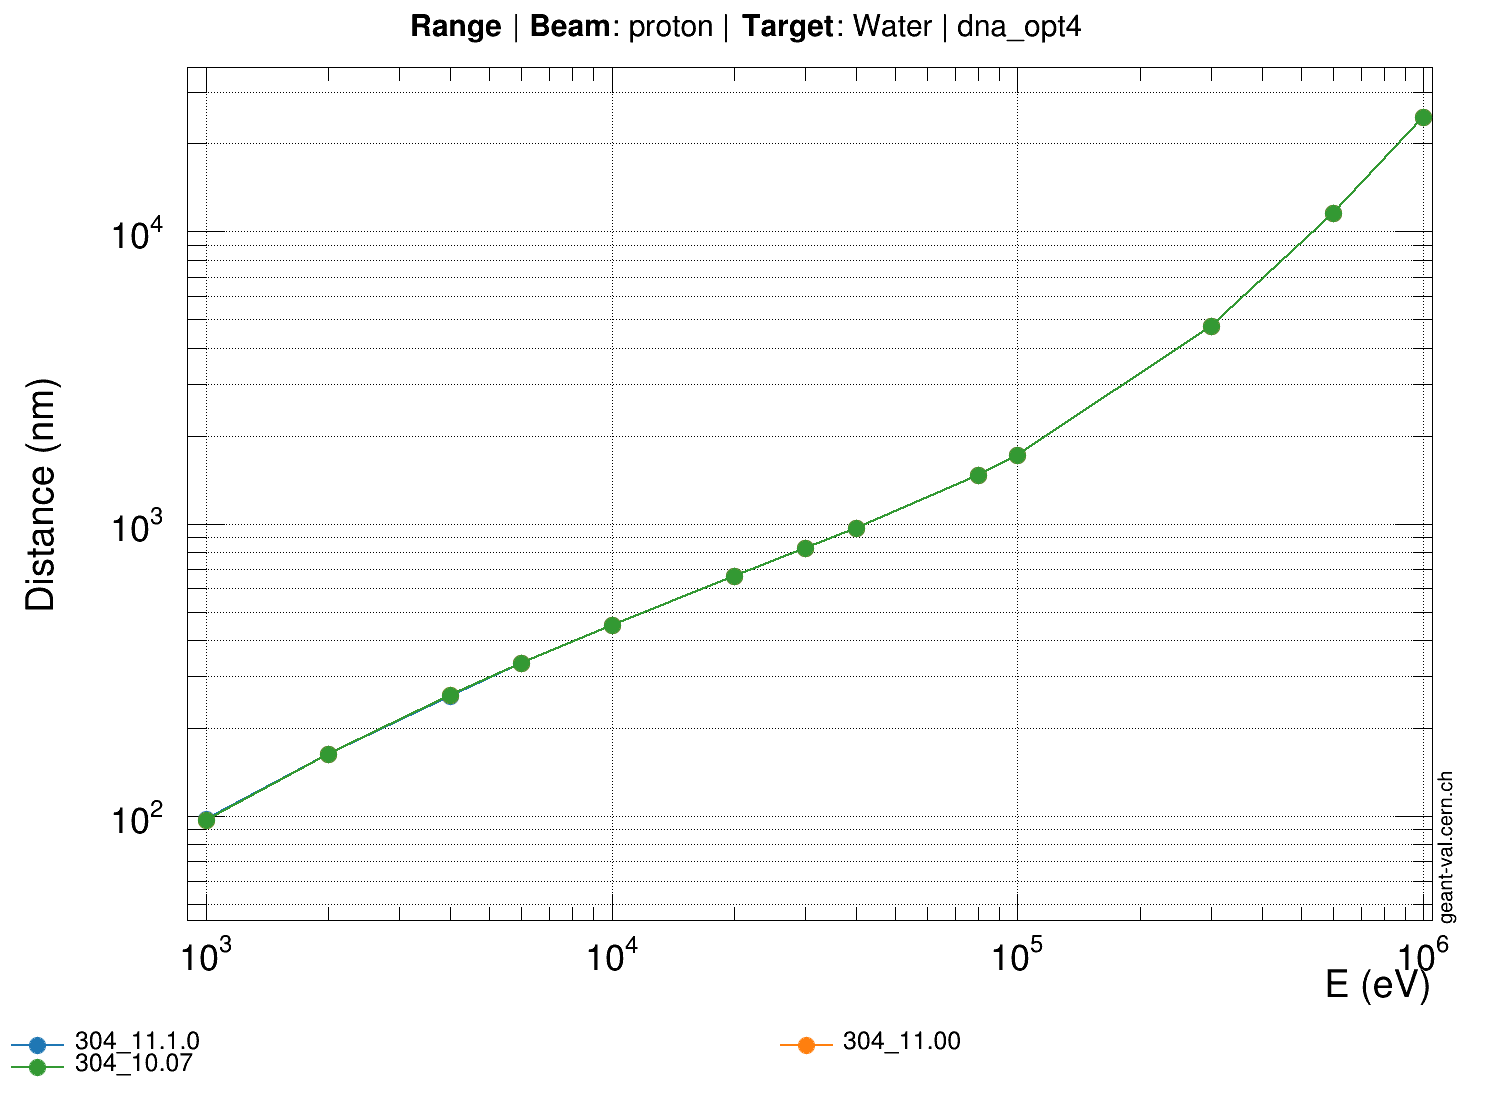 Range | Beam: proton | Target: Water | dna_opt4
Distance (nm)
10^4
10^3
10^2
10^3
10^4
10^5
10^6
E (eV)
geant-val.cern.ch
304_11.1.0
304_11.00
304_10.07